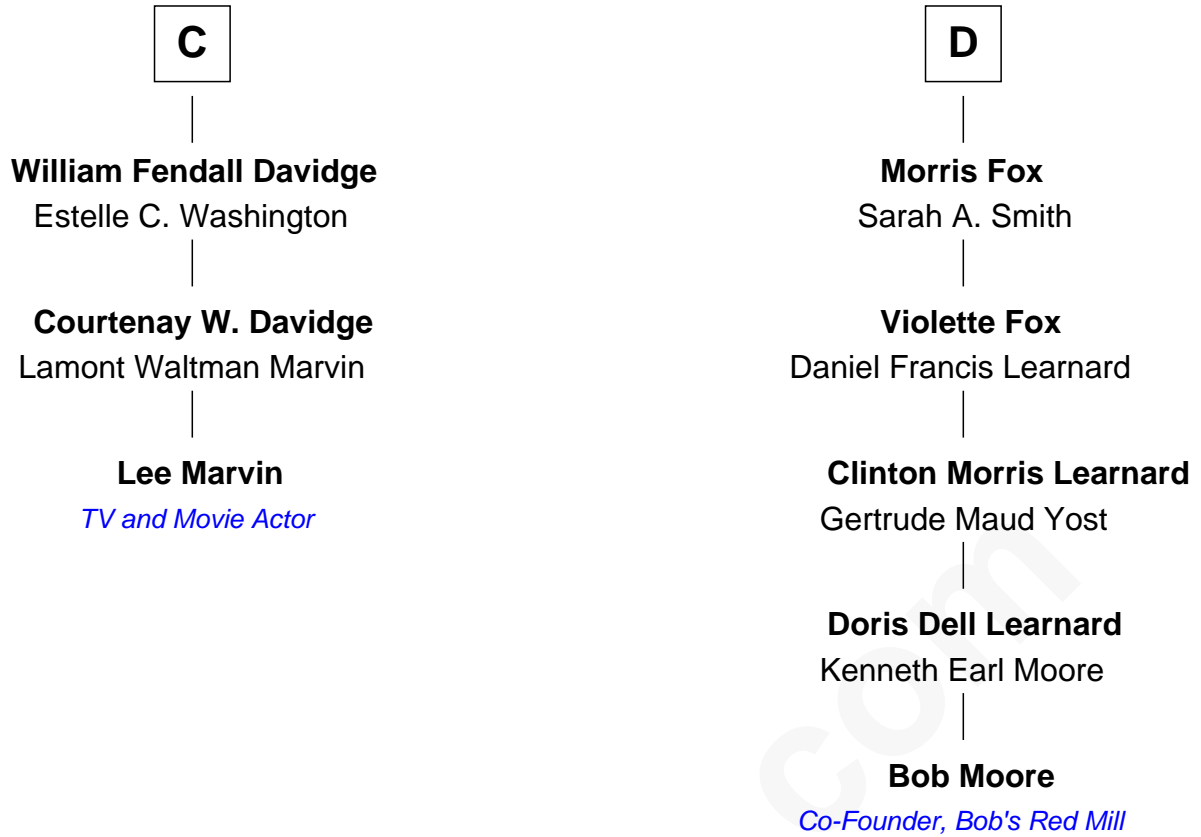 C
William Fendall Davidge
Estelle C. Washington
Courtenay W. Davidge
Lamont Waltman Marvin
Lee Marvin
TV and Movie Actor
D
Morris Fox
Sarah A. Smith
Violette Fox
Daniel Francis Learnard
Clinton Morris Learnard
Gertrude Maud Yost
Doris Dell Learnard
Kenneth Earl Moore
Bob Moore
Co-Founder, Bob's Red Mill
com